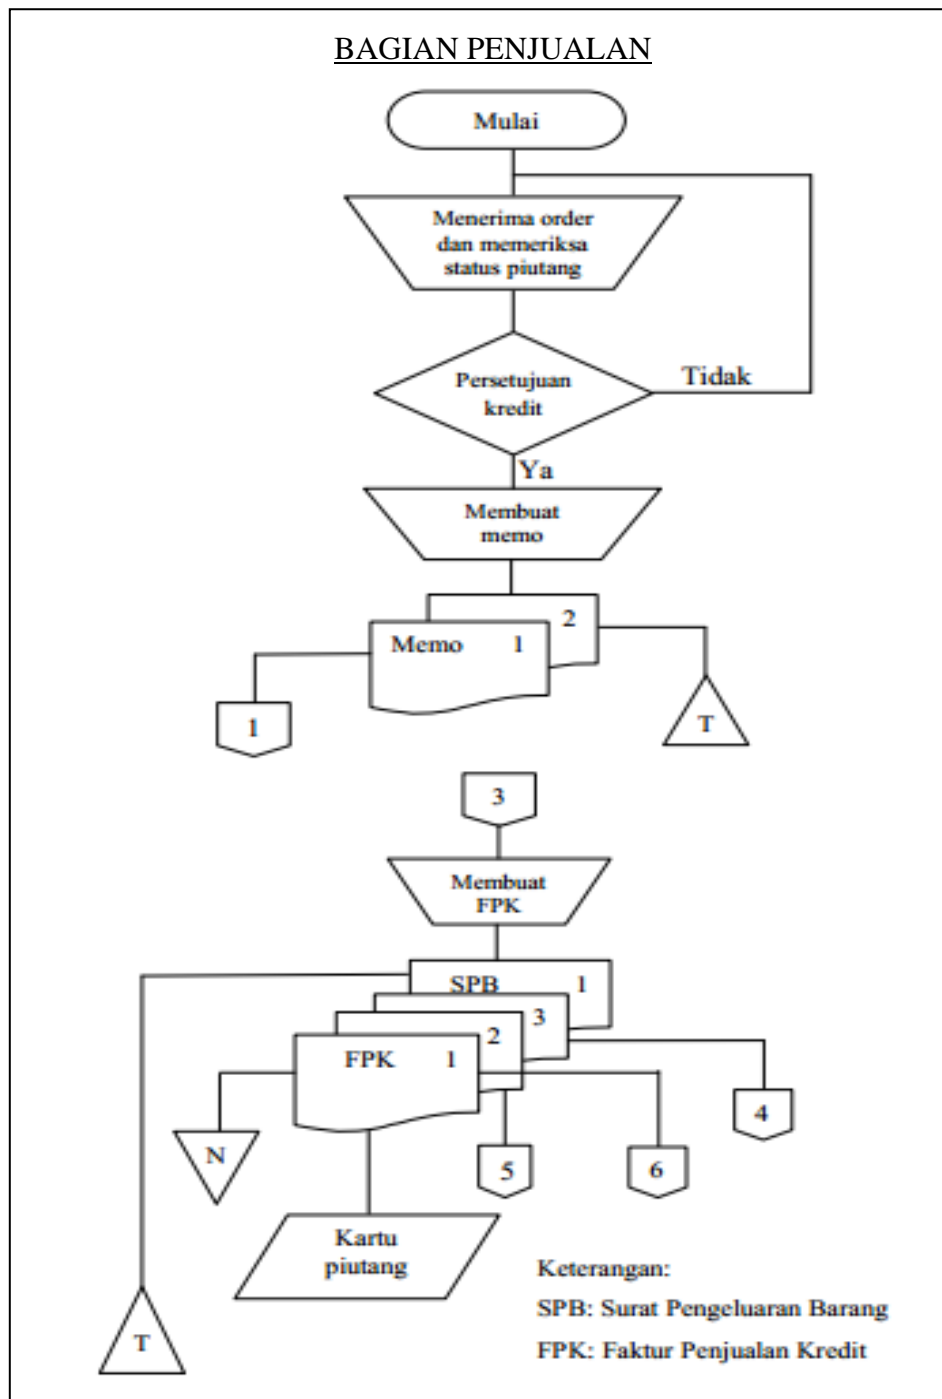 BAGIAN PENJUALAN
Mulai
Menerima order
dan memeriksa
status piutang
Persetujuan
kredit
Tidak
Ya
Membuat
memo
2
Memo 1
1
T
3
Membuat
FPK
SPB 1
3
2
FPK 1
4
N
5
6
Kartu
piutang
T
Keterangan:
SPB: Surat Pengeluaran Barang
FPK: Faktur Penjualan Kredit